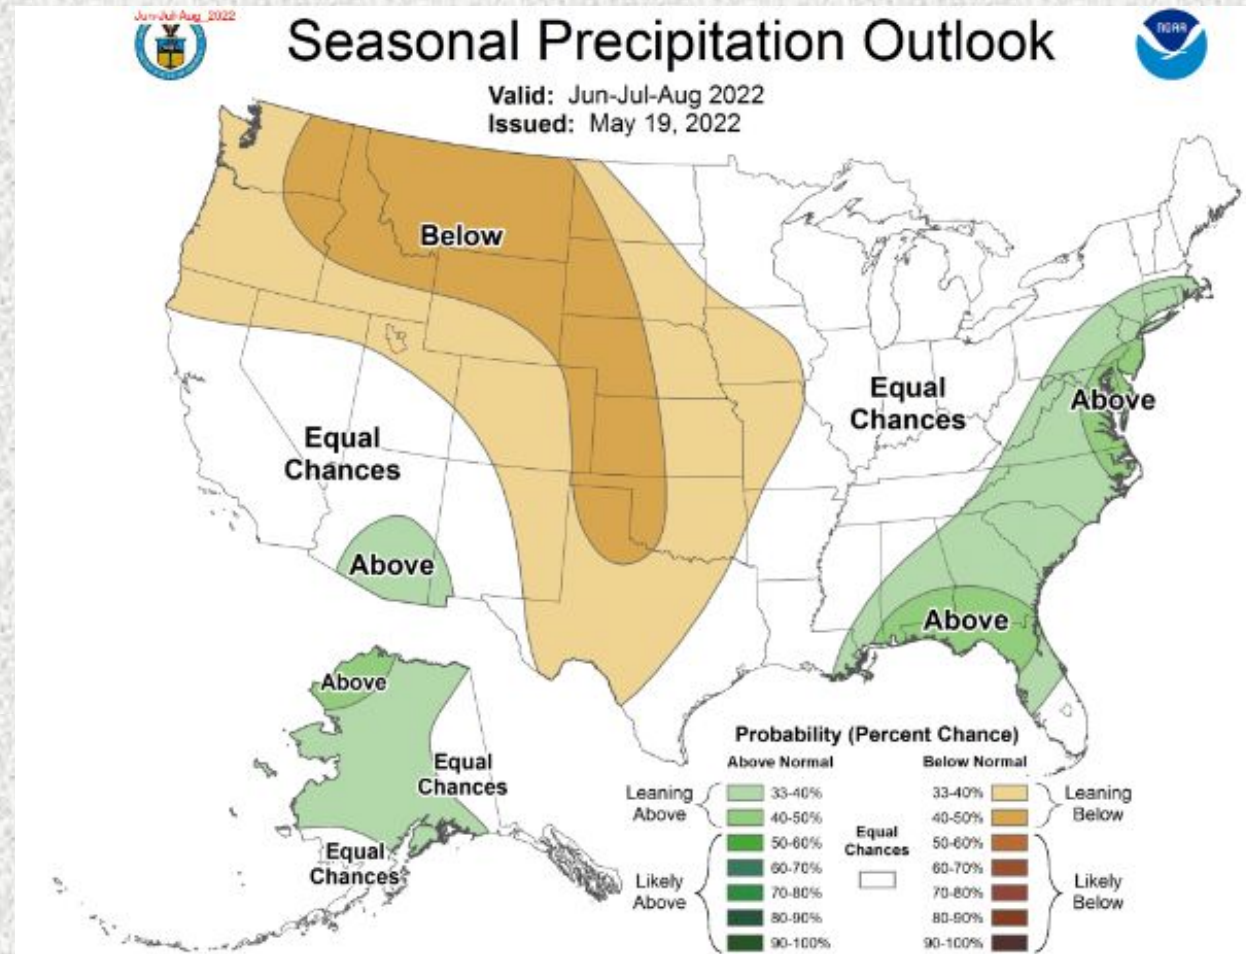 Jun-Jul-Aug 2022
Seasonal Precipitation Outlook
NOAA
Valid: Jun-Jul-Aug 2022
Issued: May 19, 2022
Below
Equal
Chances
Above
Equal
Chances
Above
Above
Above
Equal
Chances
Equal
Chances
Probability (Percent Chance)
Above Normal
Below Normal
Leaning
Above
33-40%
40-50%
Likely
Above
50-60%
60-70%
70-80%
80-90%
90-100%
Equal
Chances
33-40%
40-50%
Leaning
Below
50-60%
60-70%
70-80%
80-90%
90-100%
Likely
Below